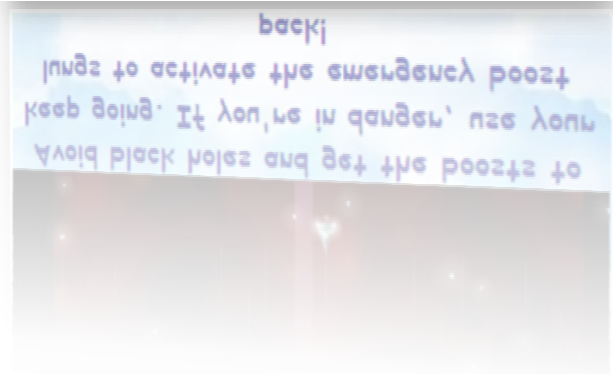 Avoid black holes and get the boosts to
keep going. If you're in danger, use your
lungs to activate the emergency boost
pack!